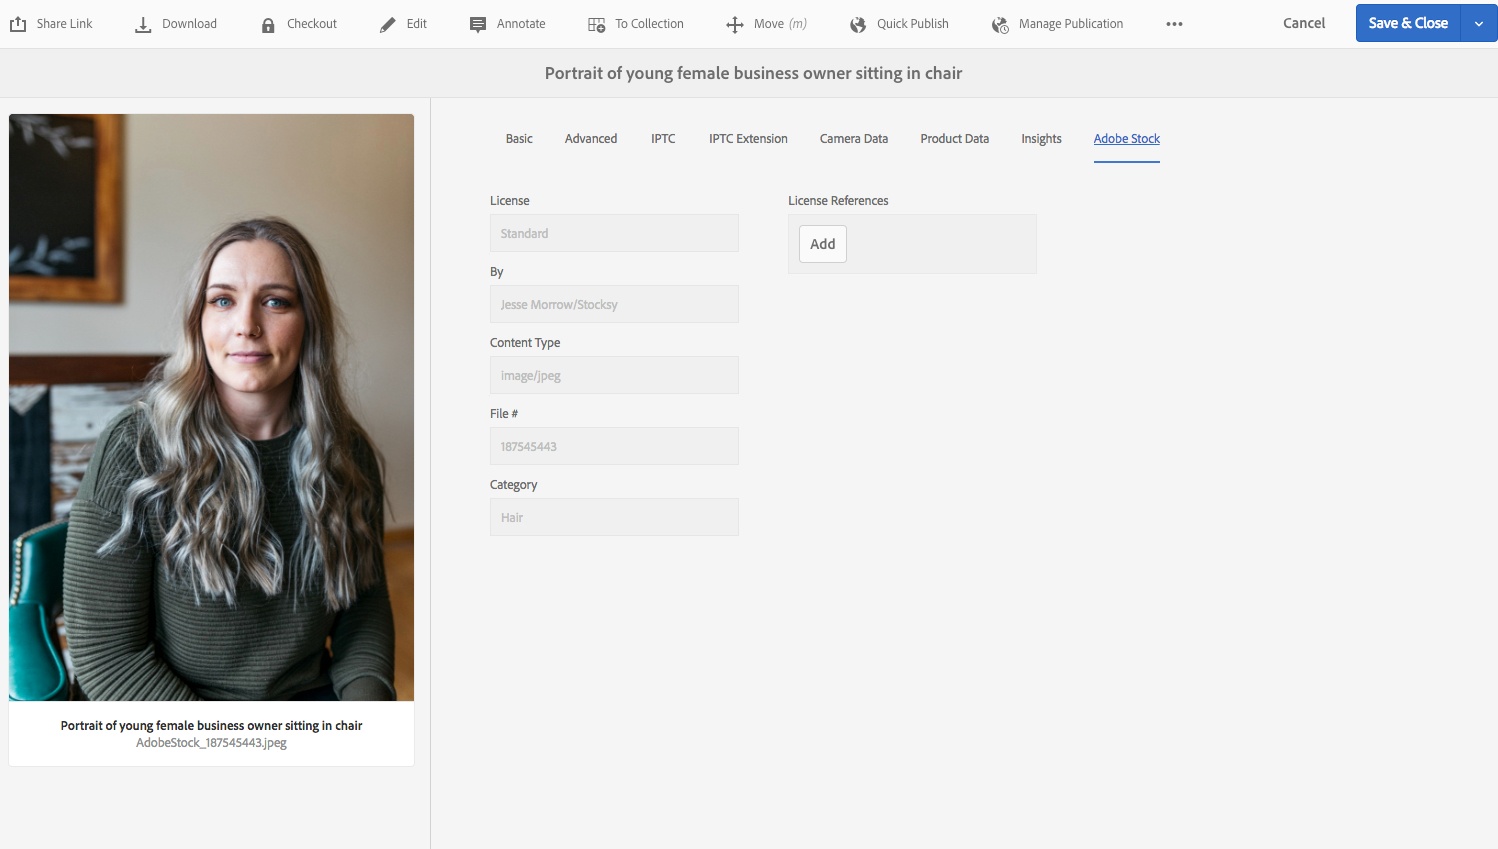 Share Link Download Checkout Edit Annotate To Collection Move (m) Quick Publish Manage Publication ••• Cancel Save & Close
Portrait of young female business owner sitting in chair
Basic Advanced IPTC IPTC Extension Camera Data Product Data Insights Adobe Stock
License
Standard
By
Jesse Morrow/Stocksy
Content Type
image/jpeg
File #
187545443
Category
Hair
License References
Add
Portrait of young female business owner sitting in chair
AdobeStock_187545443.jpeg